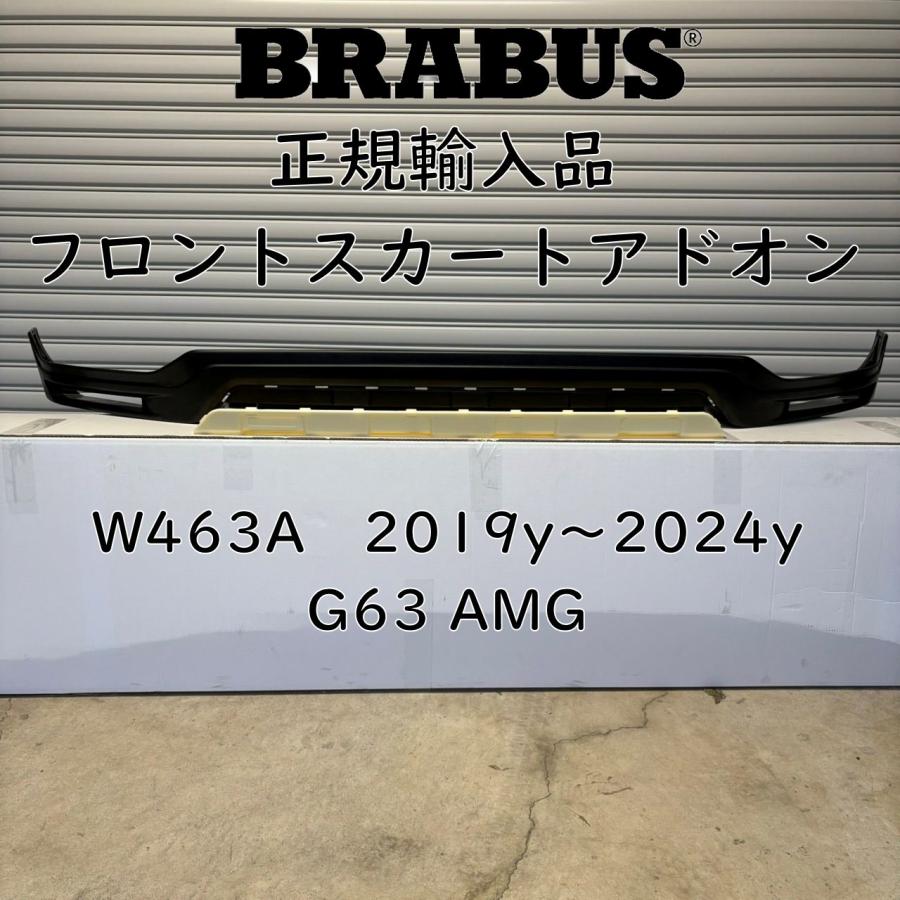 BRABUS®
正規輸入品
フロントスカートアドオン
W463A 2019y～2024y
G63 AMG